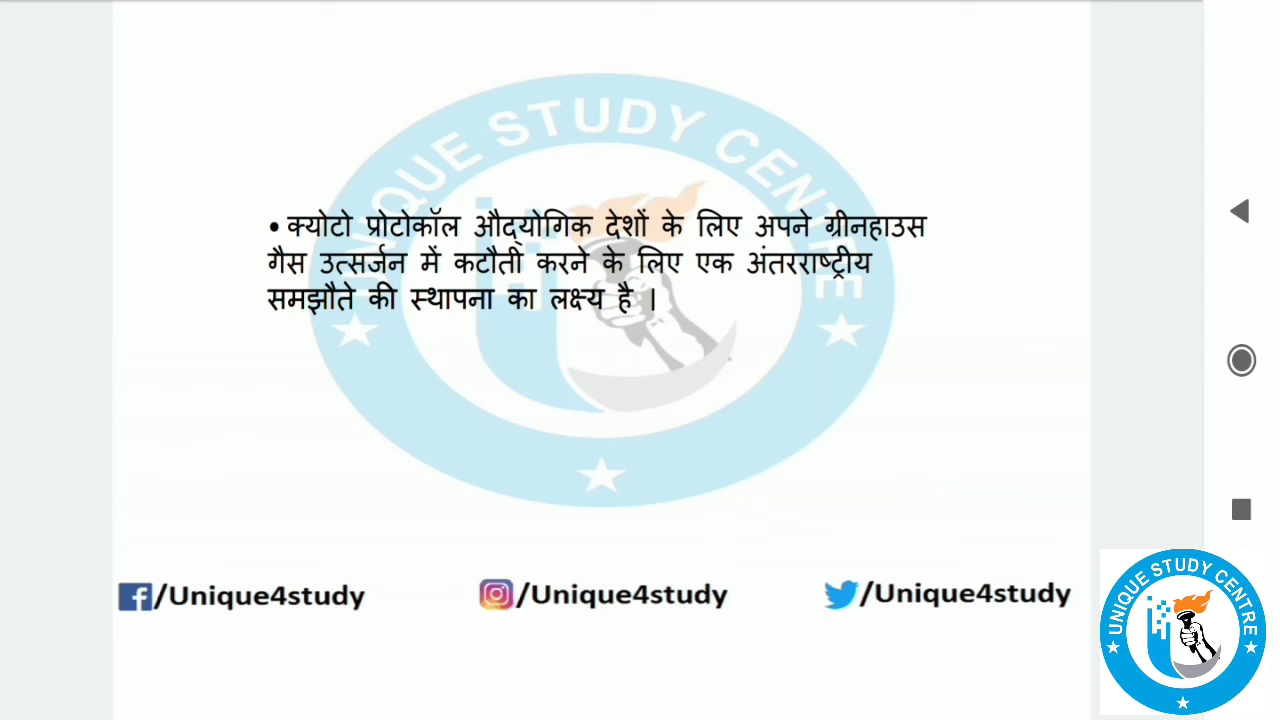 UNIQUE STUDY CENTRE
• क्योटो प्रोटोकॉल औद्योगिक देशों के लिए अपने ग्रीनहाउस
गैस उत्सर्जन में कटौती करने के लिए एक अंतरराष्ट्रीय
समझौते की स्थापना का लक्ष्य है ।
/Unique4study /Unique4study /Unique4study
UNIQUE STUDY CENTRE